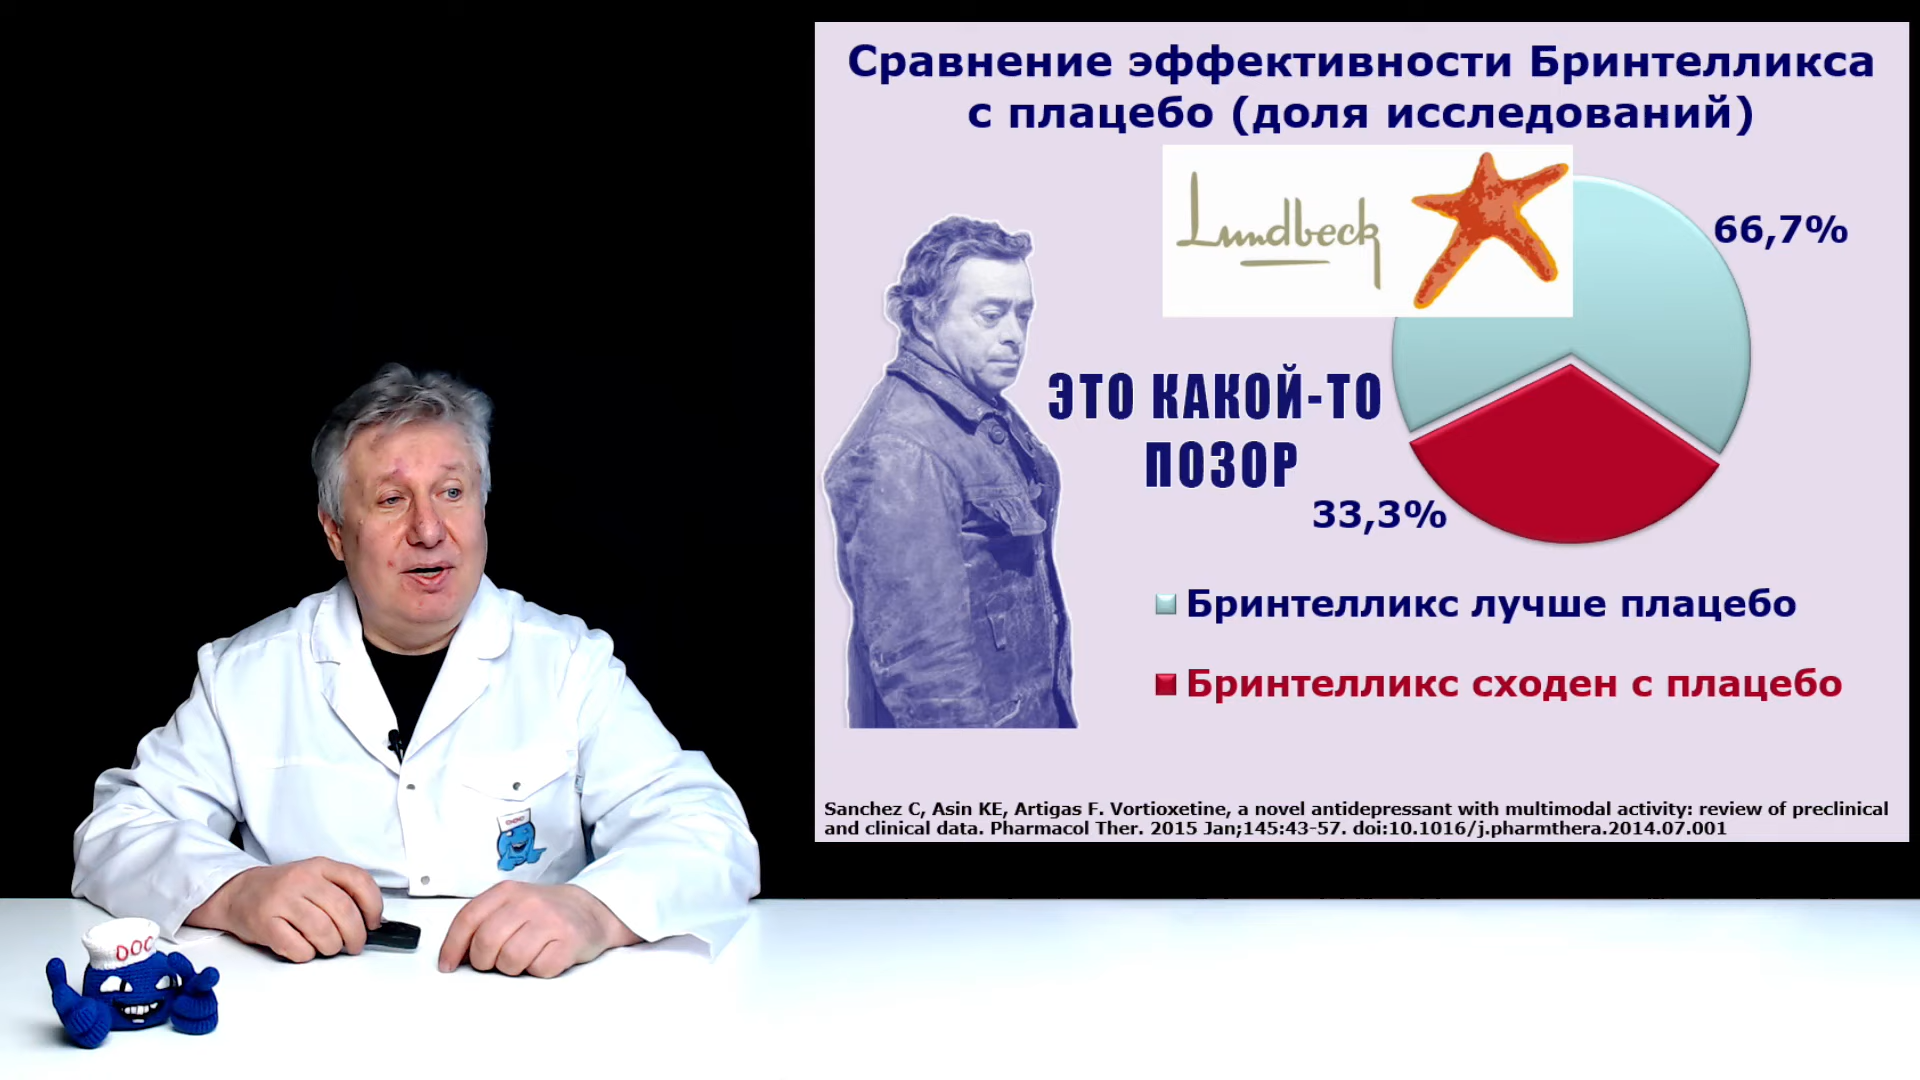 Сравнение эффективности Бринтелликса
с плацебо (доля исследований)
Lundbeck
66,7%
ЭТО КАКОЙ-ТО
ПОЗОР
33,3%
Бринтелликс лучше плацебо
Бринтелликс сходен с плацебо
Sanchez C, Asin KE, Artigas F. Vortioxetine, a novel antidepressant with multimodal activity: review of preclinical
and clinical data. Pharmacol Ther. 2015 Jan;145:43-57. doi:10.1016/j.pharmthera.2014.07.001
DOC